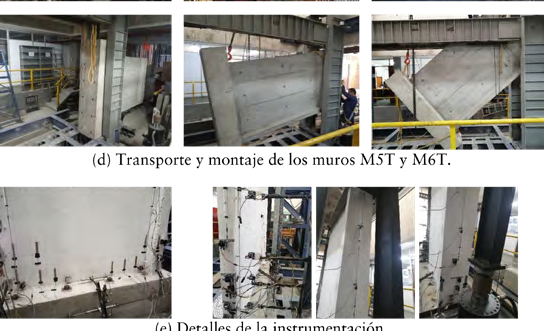 (d) Transporte y montaje de los muros M5T y M6T.
(e) Detalles de la instrumentación